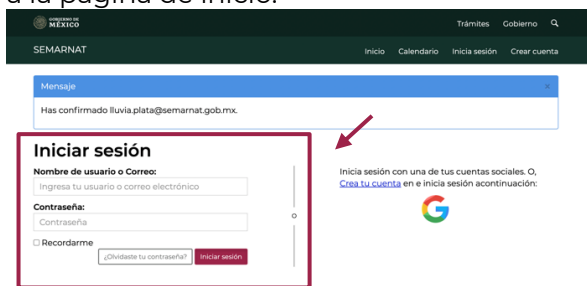 a la página de inicio.
GOBIERNO DE
MÉXICO
Trámites Gobierno
SEMARNAT
Inicio Calendario Inicia sesión Crear cuenta
Mensaje ×
Has confirmado lluvia.plata@semarnat.gob.mx.
Iniciar sesión
Nombre de usuario o Correo:
Ingresa tu usuario o correo electrónico
Contraseña:
Contraseña
Recordarme
¿Olvidaste tu contraseña? Iniciar sesión
o
Inicia sesión con una de tus cuentas sociales. O,
Crea tu cuenta en e inicia sesión acontinuación:
G